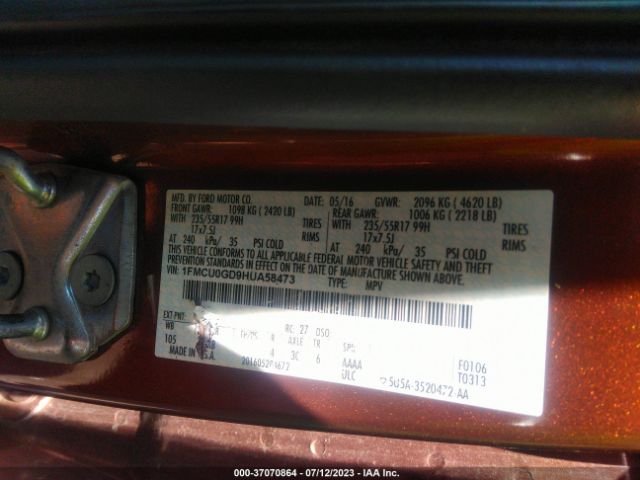 MFD. BY FORD MOTOR CO. 05/16 GVWR: 2096 KG ( 4620 LB)
FRONT GAWR: 1098 KG ( 2420 LB) REAR GAWR: 1006 KG ( 2218 LB)
WITH 235/55R17 99H TIRES WITH 235/55R17 99H TIRES
17x7.5J RIMS 17x7.5J RIMS
AT 240 kPa/ 35 PSI COLD AT 240 kPa/ 35 PSI COLD
THIS VEHICLE CONFORMS TO ALL APPLICABLE FEDERAL MOTOR VEHICLE SAFETY AND THEFT
PREVENTION STANDARDS IN EFFECT ON THE DATE OF MANUFACTURE SHOWN ABOVE.
VIN: 1FMCU0GD9HUA58473 TYPE: MPV
EXT PNT: RC: 27 DSO:
WB AXLE TR
105 4 3C 6 AAAA F0106
MADE IN U.S.A. ULC T0313
000-37070864 - 07/12/2023 - IAA Inc.